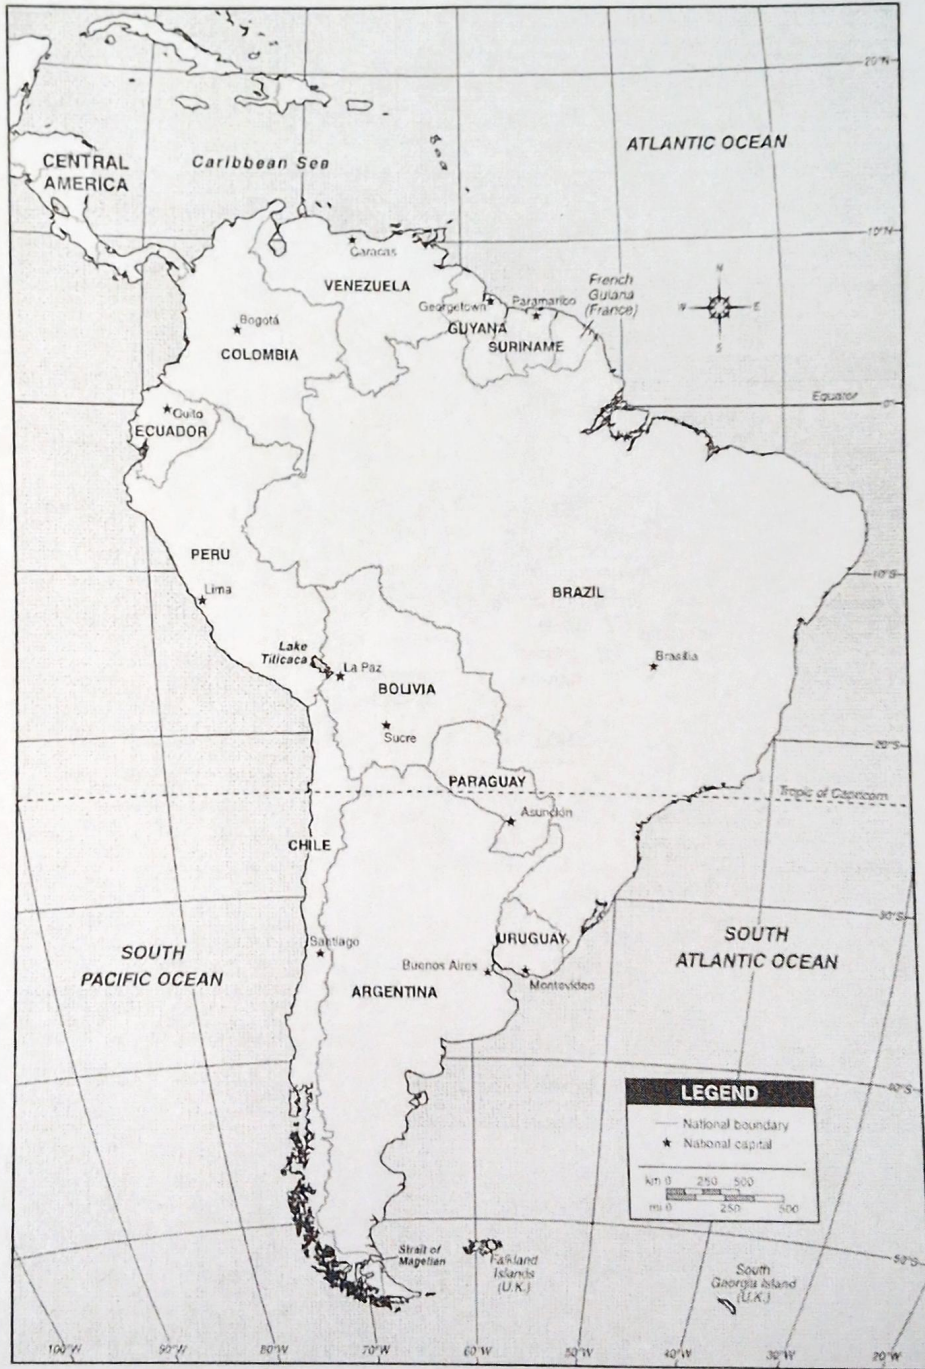 20°N
ATLANTIC OCEAN
CENTRAL
AMERICA
Caribbean Sea
10°N
Caracas
VENEZUELA
French
Guiana
(France)
N
W
E
S
Georgetown
Paramaribo
GUYANA
SURINAME
Bogotá
COLOMBIA
Equator
0°
Quito
ECUADOR
PERU
10°S
Lima
BRAZIL
Lake
Titicaca
La Paz
Brasília
BOLIVIA
Sucre
20°S
PARAGUAY
Tropic of Capricorn
Asunción
CHILE
30°S
URUGUAY
SOUTH
ATLANTIC OCEAN
Santiago
SOUTH
PACIFIC OCEAN
Buenos Aires
Montevideo
ARGENTINA
40°S
LEGEND
National boundary
National capital
km 0 250 500
mi 0 250 500
Strait of
Magellan
Falkland
Islands
(U.K.)
50°S
South
Georgia Island
(U.K.)
100°W
90°W
80°W
70°W
60°W
50°W
40°W
30°W
20°W